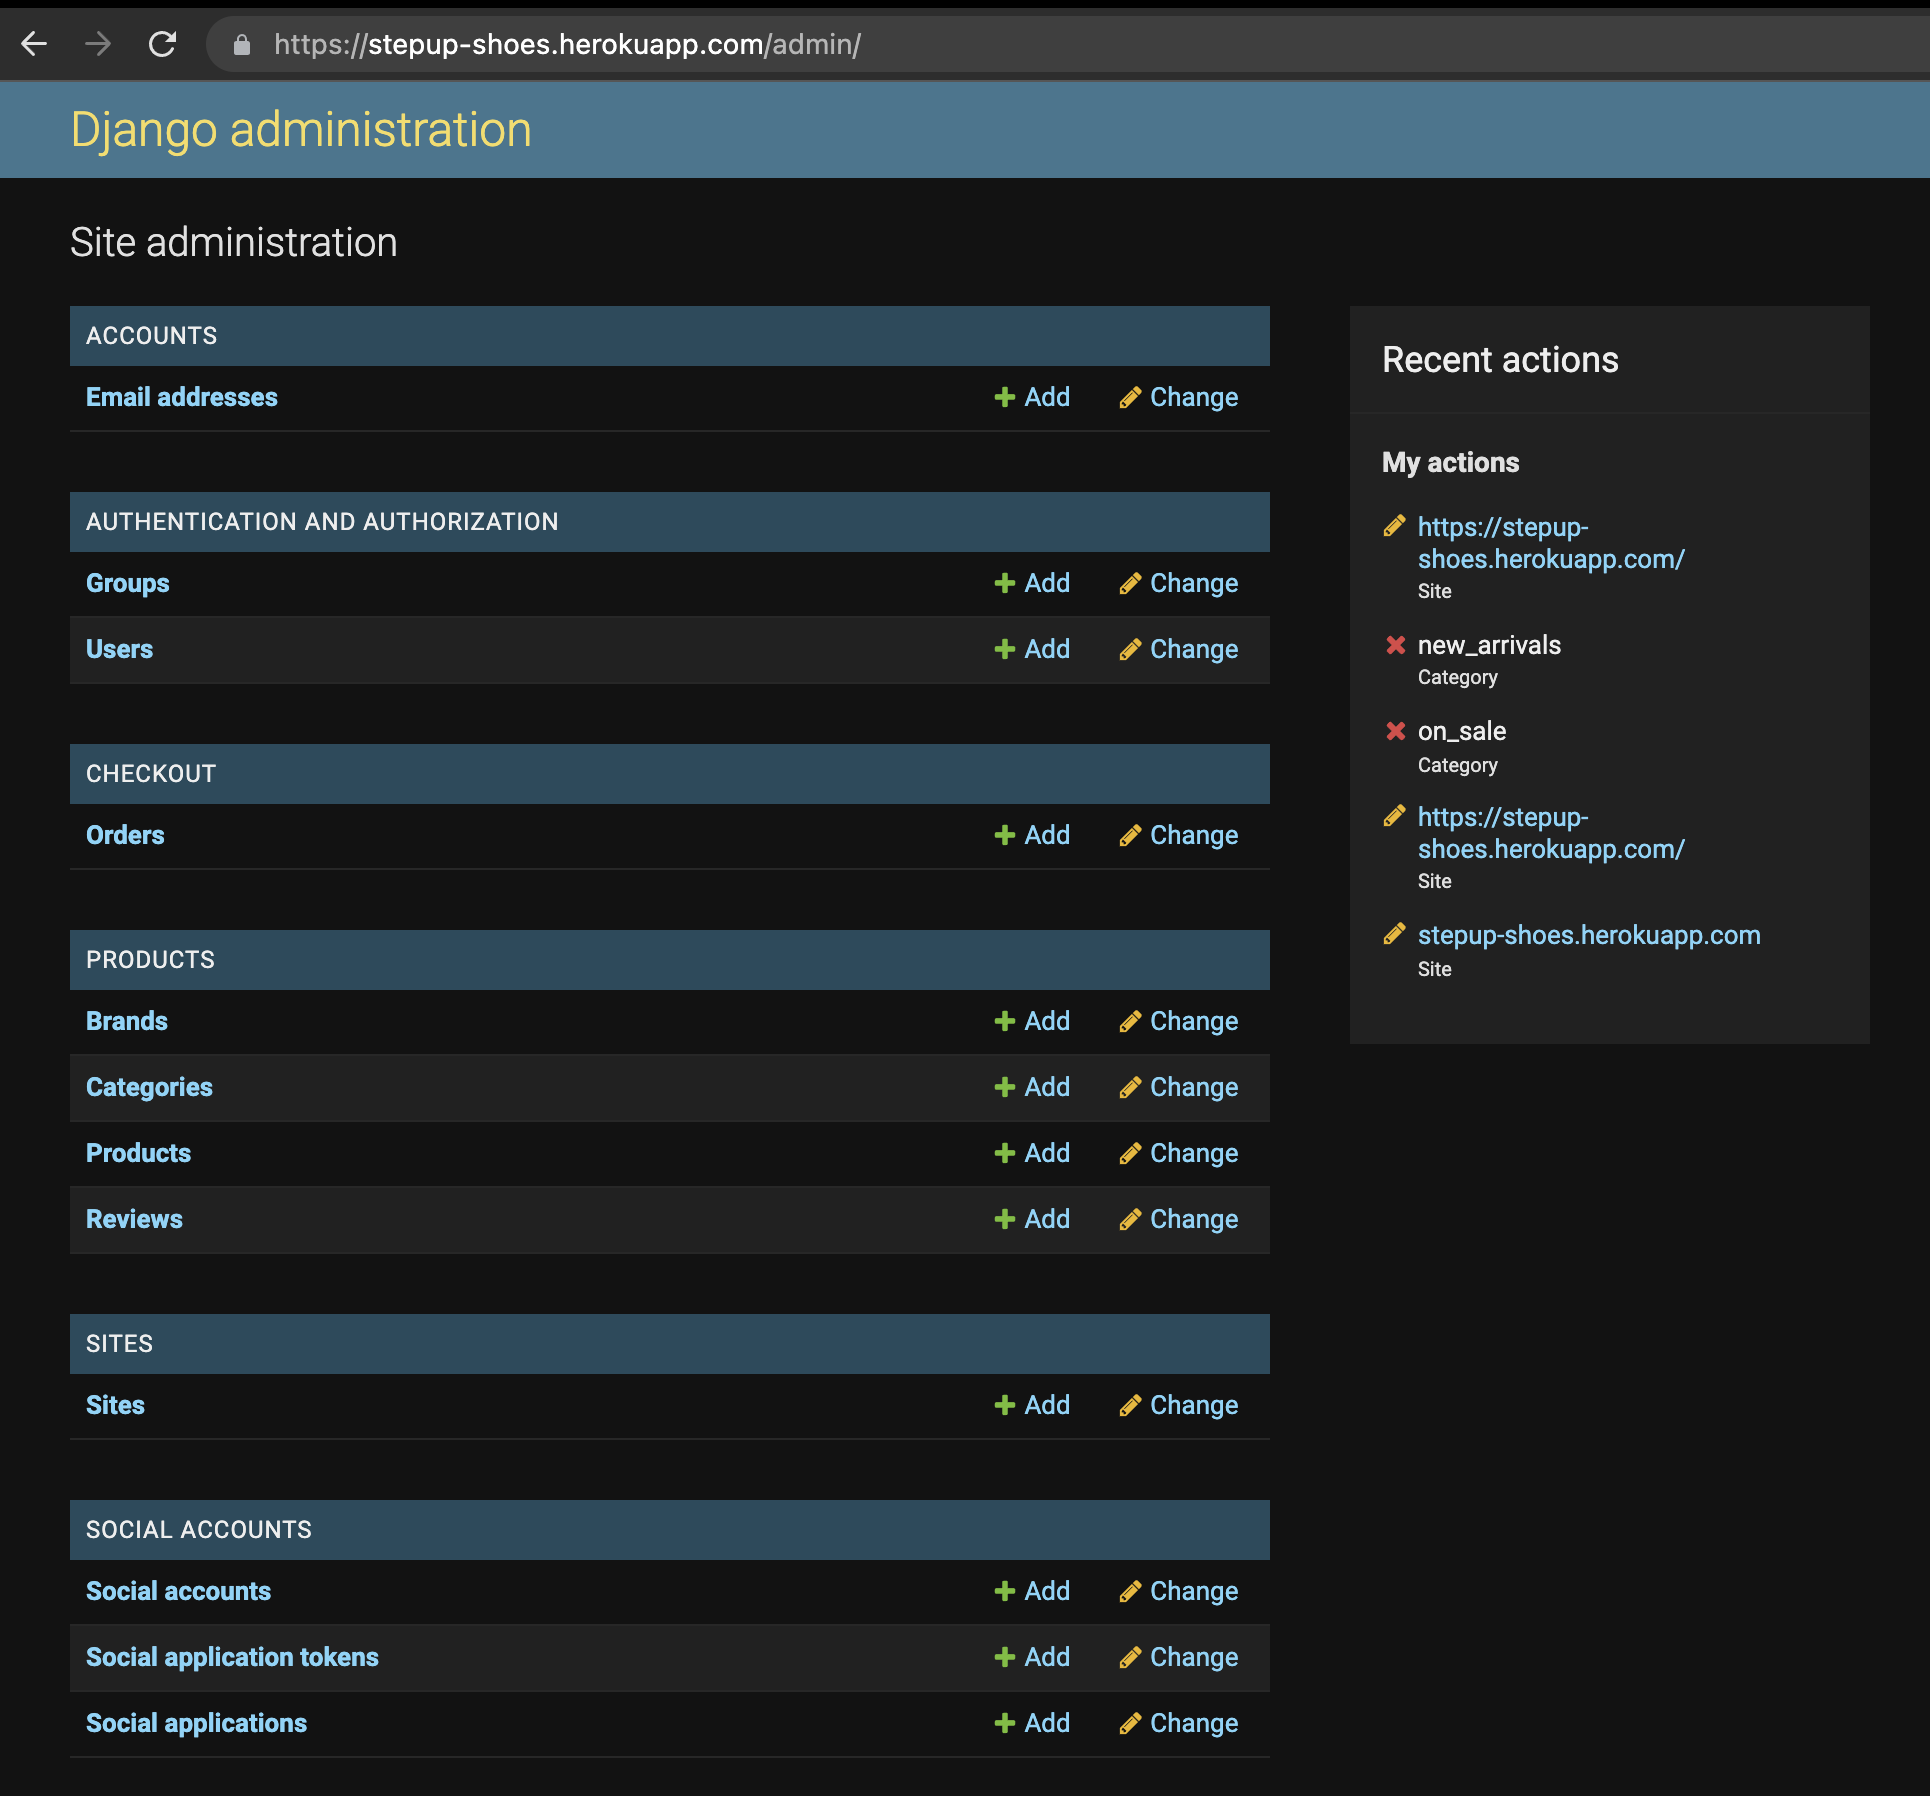 https://stepup-shoes.herokuapp.com/admin/
Django administration
Site administration
ACCOUNTS
Email addresses Add Change
AUTHENTICATION AND AUTHORIZATION
Groups Add Change
Users Add Change
CHECKOUT
Orders Add Change
PRODUCTS
Brands Add Change
Categories Add Change
Products Add Change
Reviews Add Change
SITES
Sites Add Change
SOCIAL ACCOUNTS
Social accounts Add Change
Social application tokens Add Change
Social applications Add Change
Recent actions
My actions
https://stepup-
shoes.herokuapp.com/
Site
new_arrivals
Category
on_sale
Category
https://stepup-
shoes.herokuapp.com/
Site
stepup-shoes.herokuapp.com
Site